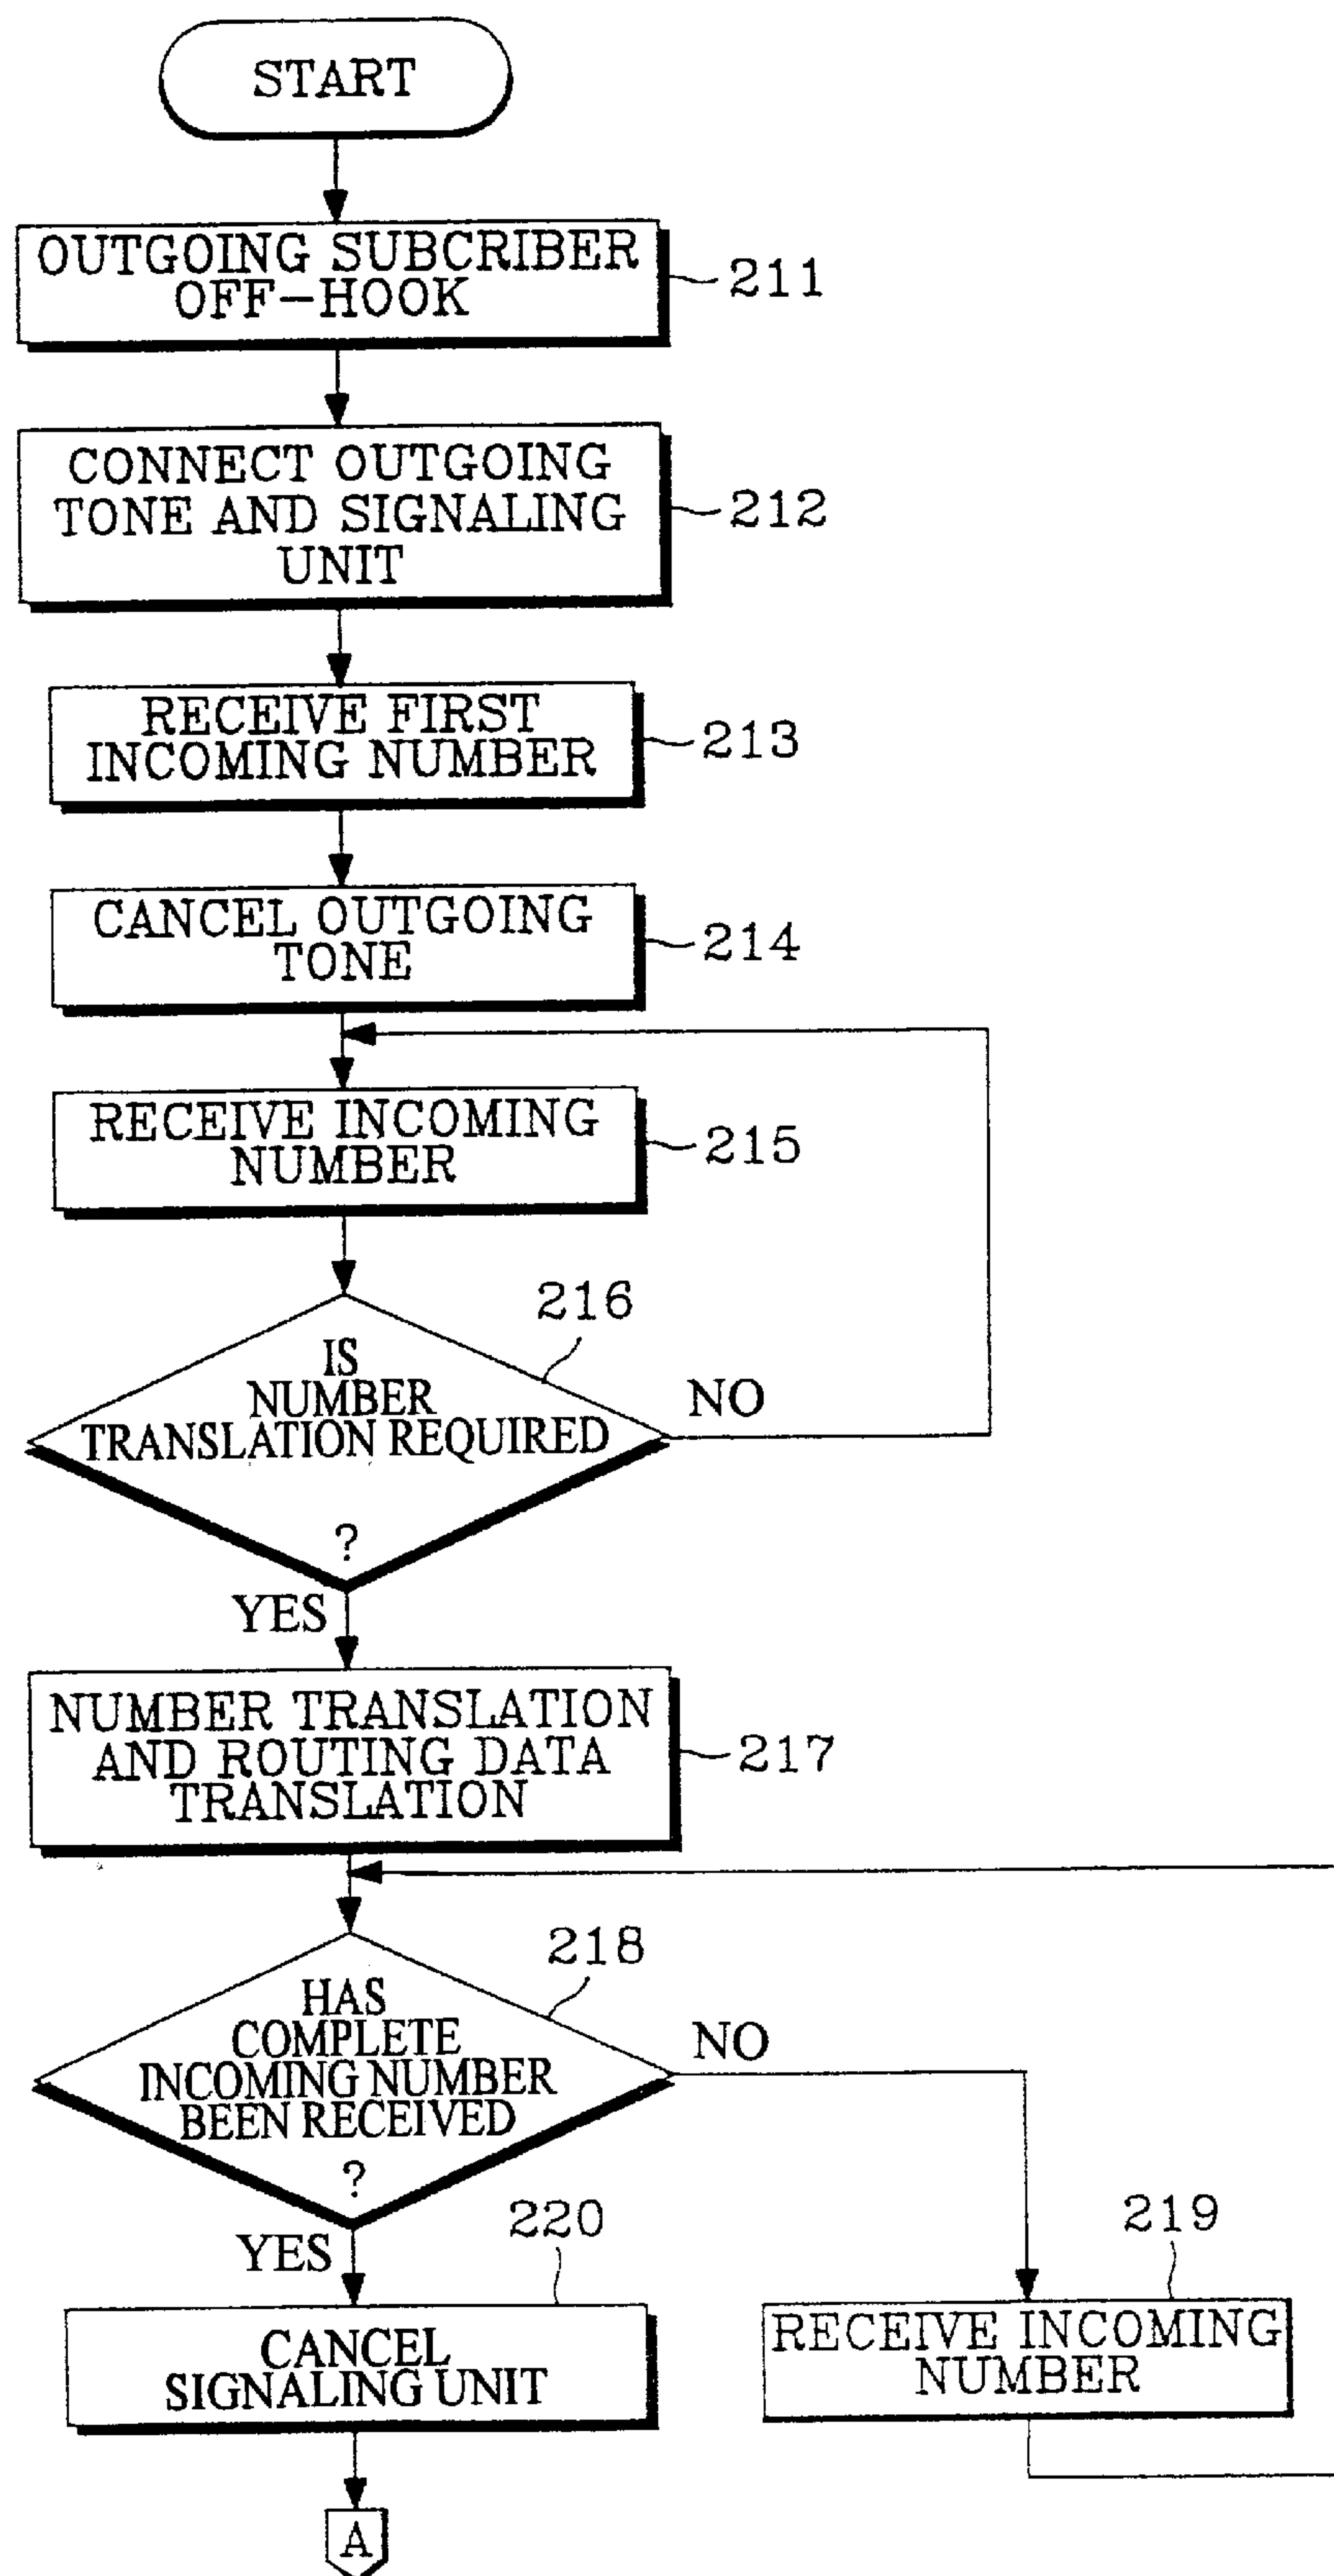 START
OUTGOING SUBCRIBER
OFF-HOOK
211
CONNECT OUTGOING
TONE AND SIGNALING
UNIT
212
RECEIVE FIRST
INCOMING NUMBER
213
CANCEL OUTGOING
TONE
214
RECEIVE INCOMING
NUMBER
215
216
IS
NUMBER
TRANSLATION REQUIRED
?
NO
YES
NUMBER TRANSLATION
AND ROUTING DATA
TRANSLATION
217
218
HAS
COMPLETE
INCOMING NUMBER
BEEN RECEIVED
?
NO
YES
220
CANCEL
SIGNALING UNIT
219
RECEIVE INCOMING
NUMBER
A